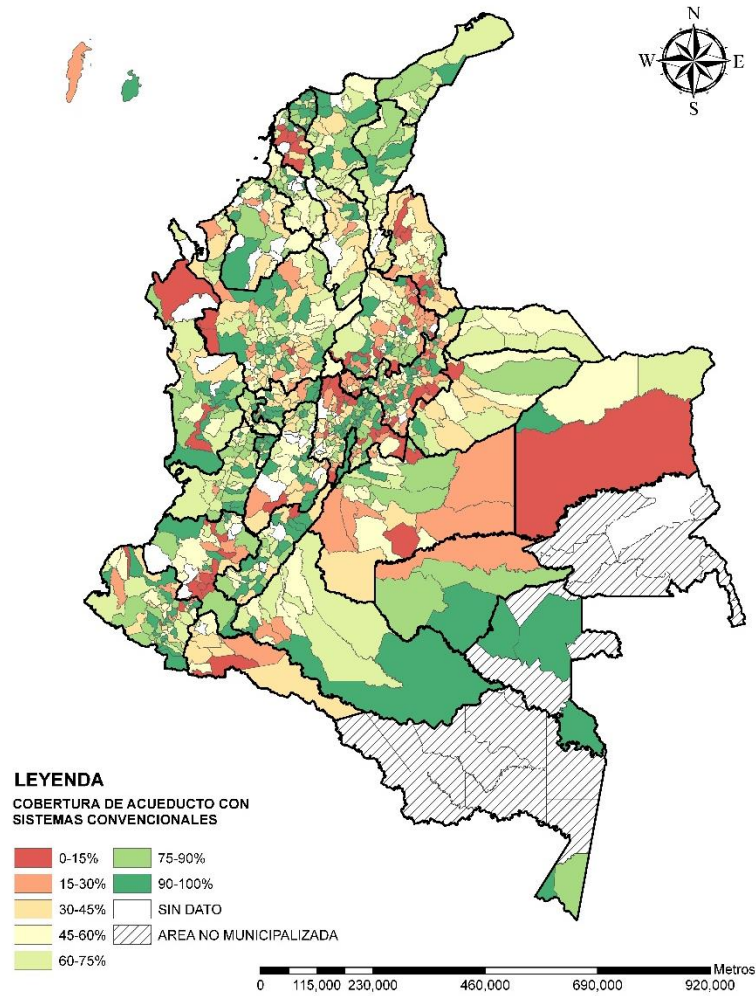 N
W E
S
LEYENDA
COBERTURA DE ACUEDUCTO CON
SISTEMAS CONVENCIONALES
0-15%
15-30%
30-45%
45-60%
60-75%
75-90%
90-100%
SIN DATO
AREA NO MUNICIPALIZADA
Metros
0 115,000 230,000 460,000 690,000 920,000